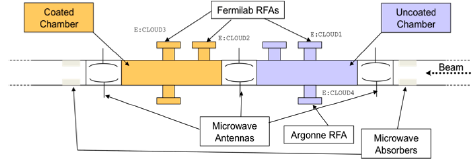 Coated
Chamber
Fermilab RFAs
Uncoated
Chamber
E:CLOUD3
E:CLOUD2
E:CLOUD1
Beam
E:CLOUD4
Microwave
Antennas
Argonne RFA
Microwave
Absorbers